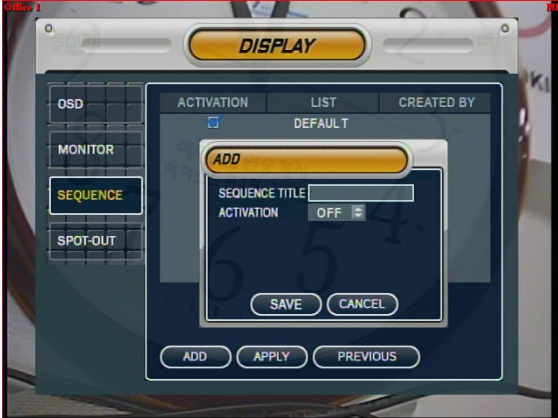 Office 1
DISPLAY
OSD
MONITOR
SEQUENCE
SPOT-OUT
ACTIVATION LIST CREATED BY
DEFAULT
ADD
SEQUENCE TITLE
ACTIVATION OFF
SAVE CANCEL
ADD APPLY PREVIOUS